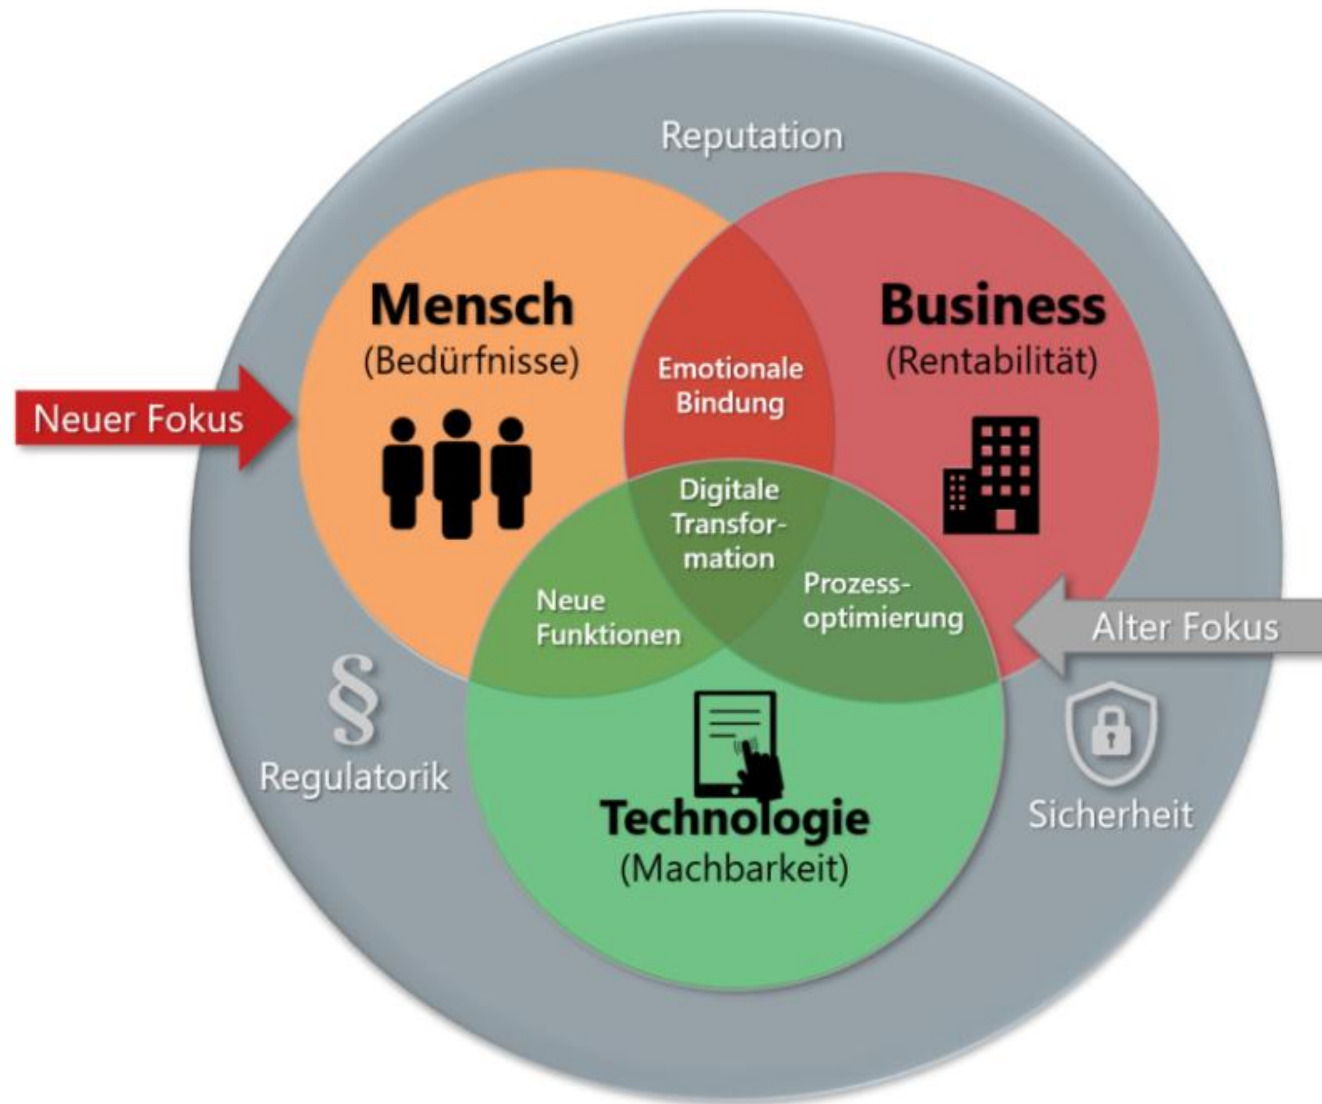 Reputation
Mensch
(Bedürfnisse)
Business
(Rentabilität)
Emotionale
Bindung
Neuer Fokus
Digitale
Transfor-
mation
Neue
Funktionen
Prozess-
optimierung
Alter Fokus
§
Regulatorik
Sicherheit
Technologie
(Machbarkeit)